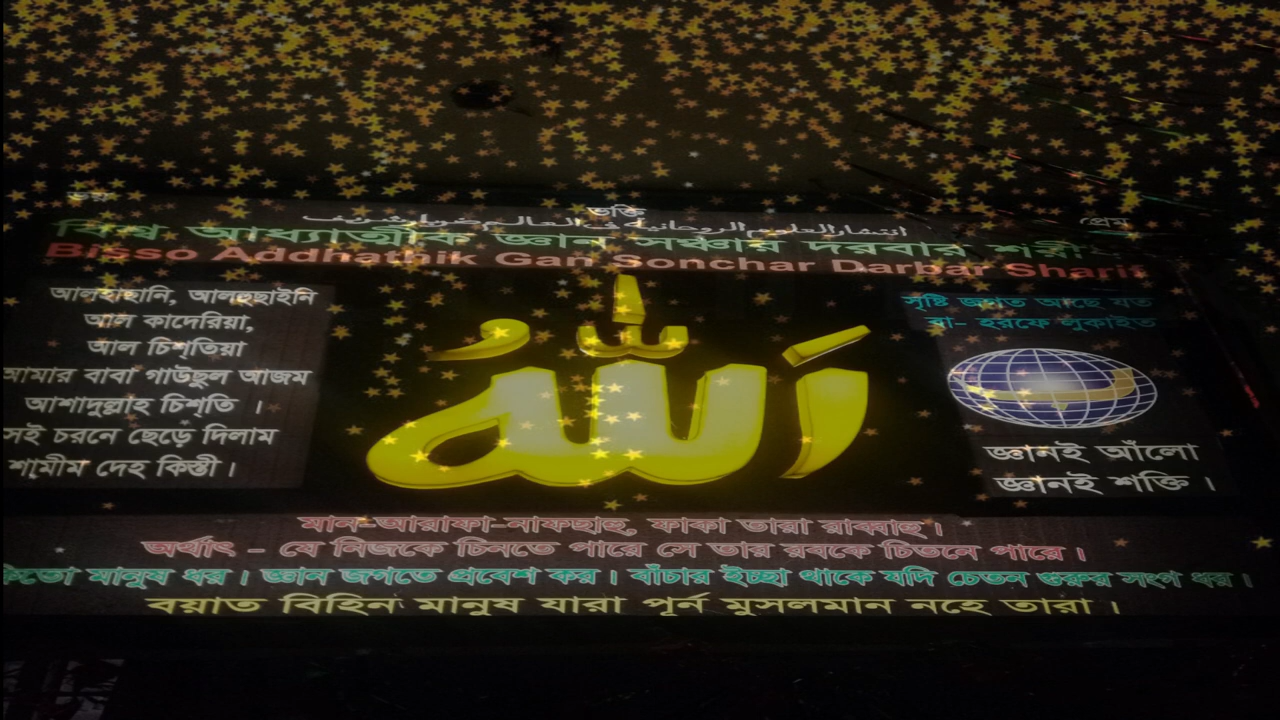 ভয়
ভক্তি
প্রেম
বিশ্ব আধ্যাত্নীক জ্ঞান সঞ্চার দরবার শরীফ
Bisso Addhathik Gan Sonchar Darbar Sharif
আলহাছানি, আলহুছাইনি
আল কাদেরিয়া,
আল চিশ্তিয়া
আমার বাবা গাউছুল আজম
আশাদুল্লাহ চিশ্তি ।
সেই চরনে ছেড়ে দিলাম
শামীম দেহ কিস্তী ।
الله
সৃষ্টি জগত আছে যত
বা- হরফে লুকাইত
জ্ঞানই আঁলো
জ্ঞানই শক্তি ।
মান-আরাফা-নাফছাহু, ফাকা তারা রাব্বাহু ।
অর্থাৎ - যে নিজকে চিনতে পারে সে তার রবকে চিতনে পারে ।
মানুষ ধর । জ্ঞান জগতে প্রবেশ কর । বাঁচার ইচ্ছা থাকে যদি চেতন গুরুর সংগ ধর ।
বয়াত বিহিন মানুষ যারা পূর্ন মুসলমান নহে তারা ।